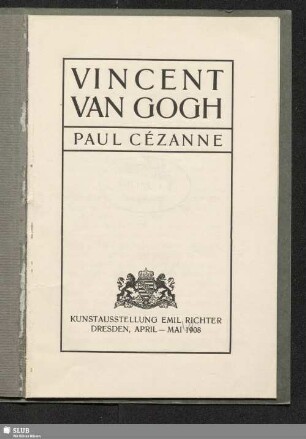 VINCENT
VAN GOGH
PAUL CÉZANNE
KUNSTAUSSTELLUNG EMIL RICHTER
DRESDEN, APRIL—MAI 1908
SLUB